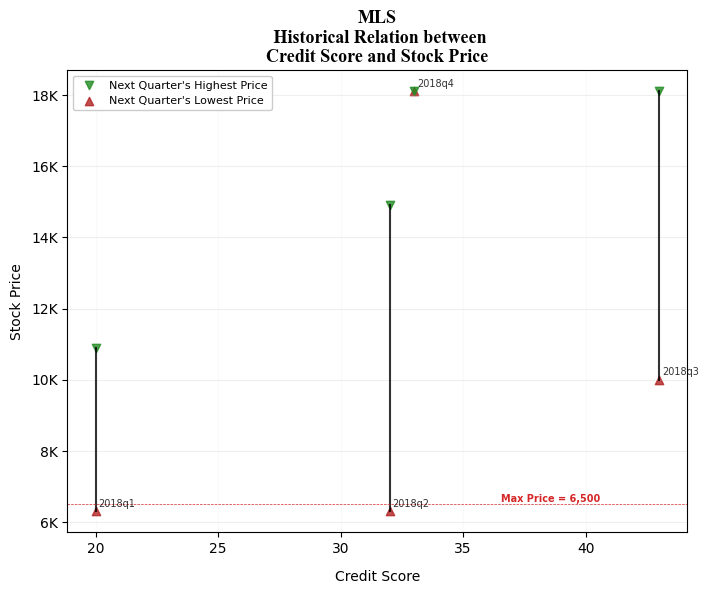 MLS
Historical Relation between
Credit Score and Stock Price
Next Quarter's Highest Price
Next Quarter's Lowest Price
2018q4
18K
16K
14K
12K
10K
8K
6K
Stock Price
2018q3
Max Price = 6,500
2018q1
2018q2
20
25
30
35
40
Credit Score